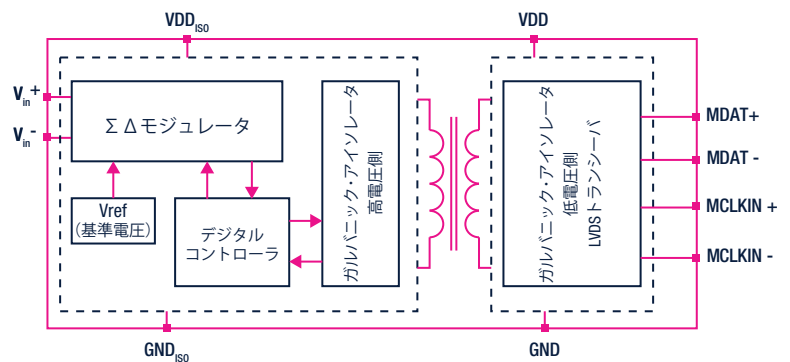 VDDISO
VDD
Vin+
Vin-
Σ Δ モジュレータ
Vref
(基準電圧)
デジタル
コントローラ
ガルバニック・アイソレータ
高電圧側
ガルバニック・アイソレータ
低電圧側
LVDSトランシーバ
MDAT+
MDAT -
MCLKIN +
MCLKIN -
GNDISO
GND